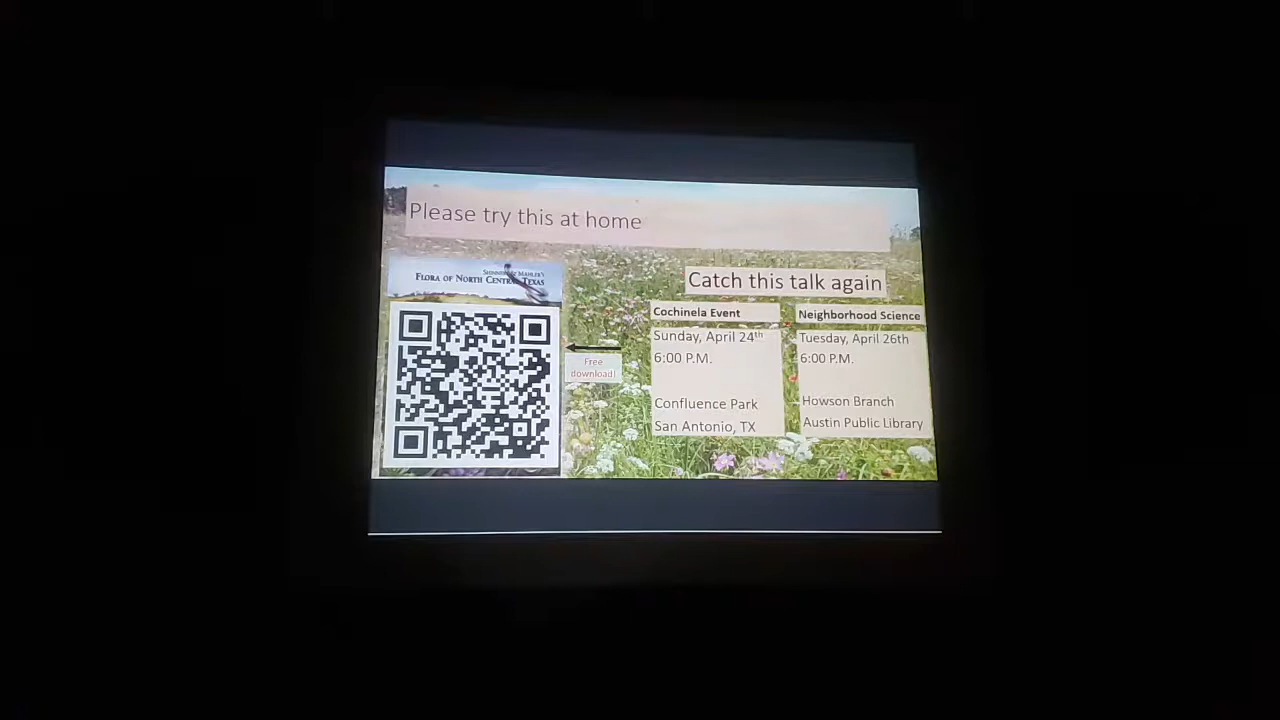 Please try this at home
SHINNERS & MAHLER'S
FLORA OF NORTH CENTRAL TEXAS
Free
download!
Catch this talk again
Cochinela Event
Sunday, April 24th
6:00 P.M.
Confluence Park
San Antonio, TX
Neighborhood Science
Tuesday, April 26th
6:00 P.M.
Howson Branch
Austin Public Library